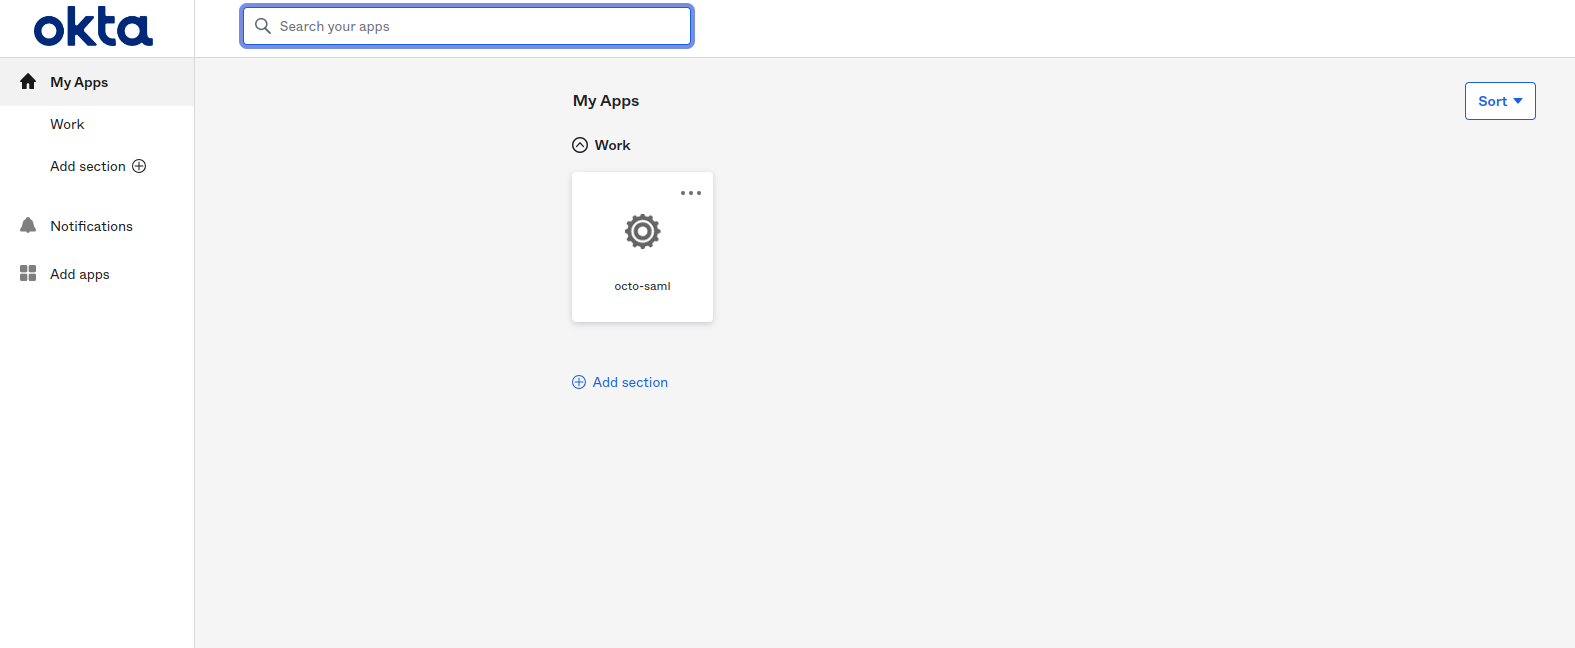 okta
Search your apps
My Apps
Work
Add section
Notifications
Add apps
My Apps
Sort
Work
octo-saml
Add section